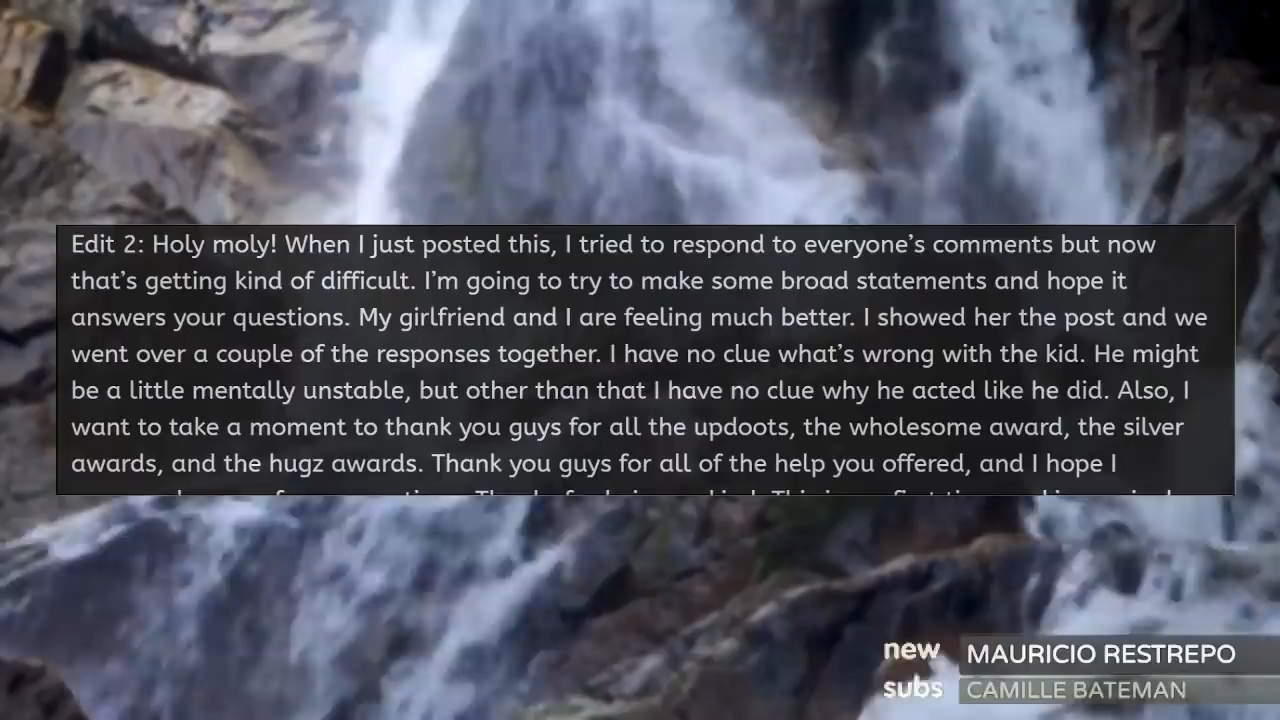 Edit 2: Holy moly! When I just posted this, I tried to respond to everyone’s comments but now
that’s getting kind of difficult. I’m going to try to make some broad statements and hope it
answers your questions. My girlfriend and I are feeling much better. I showed her the post and we
went over a couple of the responses together. I have no clue what’s wrong with the kid. He might
be a little mentally unstable, but other than that I have no clue why he acted like he did. Also, I
want to take a moment to thank you guys for all the updoots, the wholesome award, the silver
awards, and the hugz awards. Thank you guys for all of the help you offered, and I hope I
new MAURICIO RESTREPO
subs CAMILLE BATEMAN